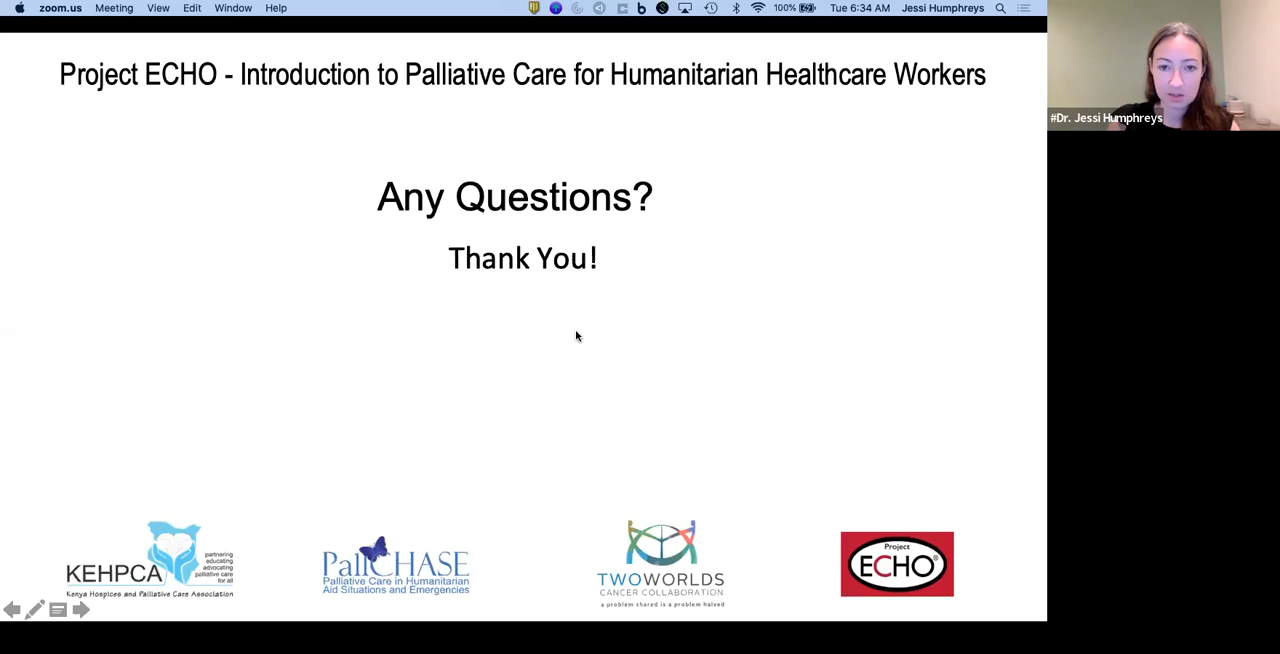 zoom.us Meeting View Edit Window Help 100% Tue 6:34 AM Jessi Humphreys
Project ECHO - Introduction to Palliative Care for Humanitarian Healthcare Workers
#Dr. Jessi Humphreys
Any Questions?
Thank You!
partnering
educating
advocating
palliative care
for all
KEHPCA
Kenya Hospices and Palliative Care Association
PallCHASE
Palliative Care in Humanitarian
Aid Situations and Emergencies
TWOWORLDS
CANCER COLLABORATION
a problem shared is a problem halved
Project
ECHO®